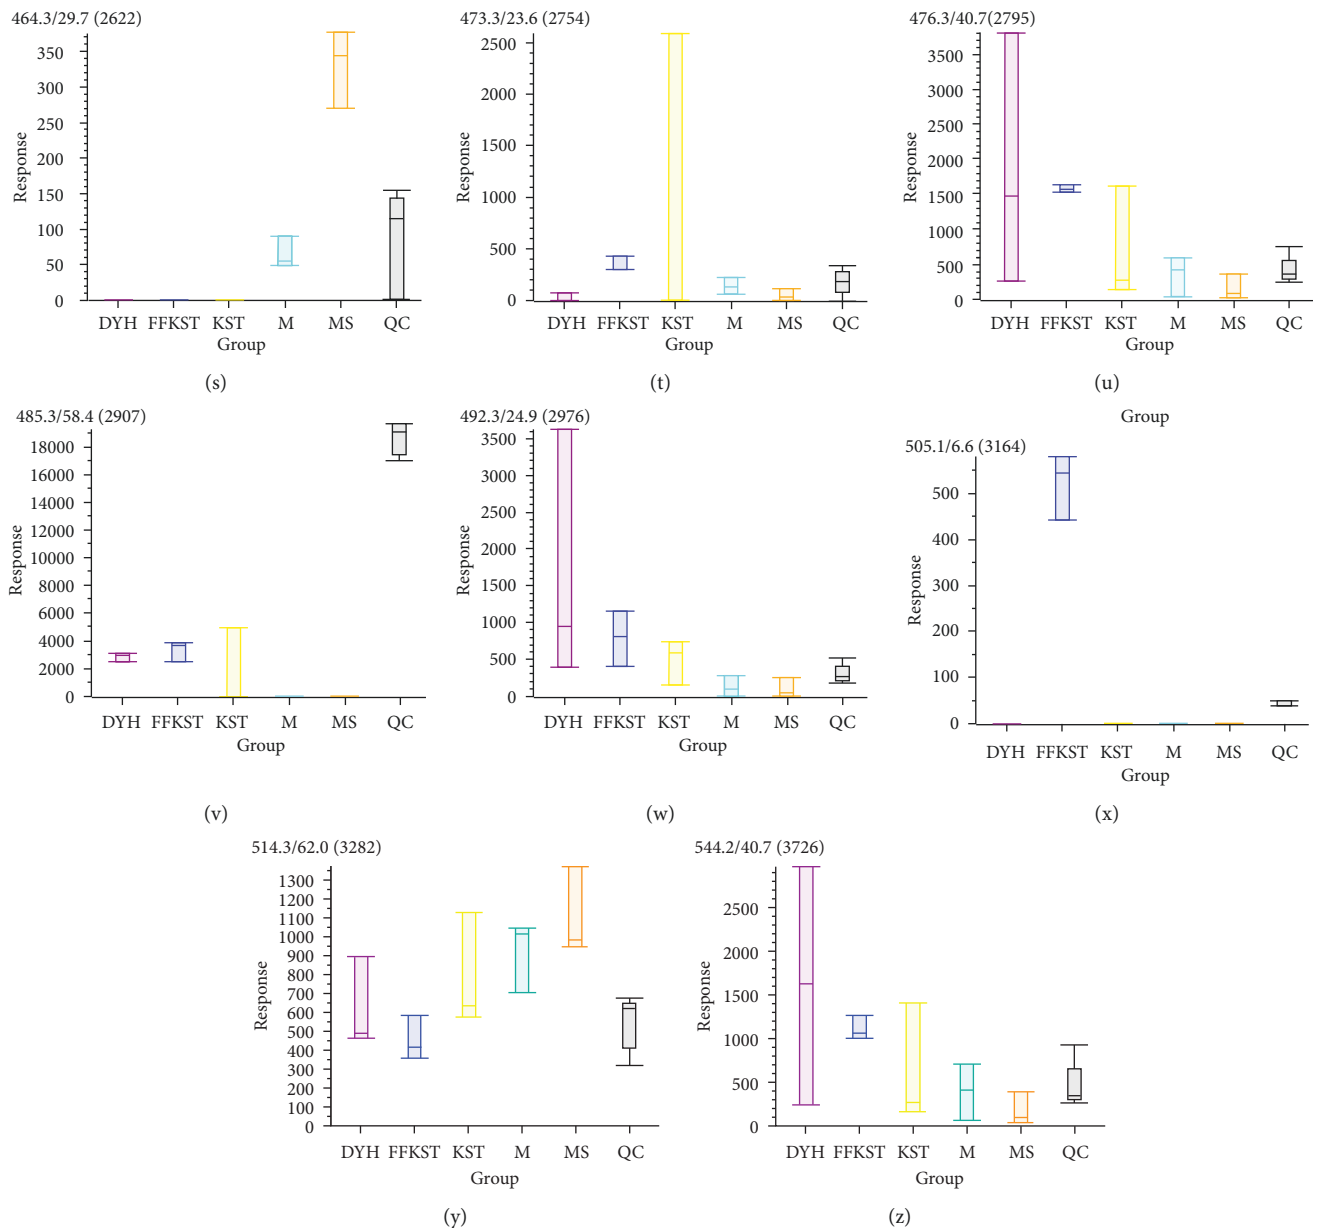 464.3/29.7 (2622)
350
300
250
200
150
100
50
0
Response
DYH FFKST KST M MS QC
Group
(s)
473.3/23.6 (2754)
2500
2000
1500
1000
500
0
Response
DYH FFKST KST M MS QC
Group
(t)
476.3/40.7(2795)
3500
3000
2500
2000
1500
1000
500
0
Response
DYH FFKST KST M MS QC
Group
(u)
485.3/58.4 (2907)
18000
16000
14000
12000
10000
8000
6000
4000
2000
0
Response
DYH FFKST KST M MS QC
Group
(v)
492.3/24.9 (2976)
3500
3000
2500
2000
1500
1000
500
0
Response
DYH FFKST KST M MS QC
Group
(w)
Group
505.1/6.6 (3164)
500
400
300
200
100
0
Response
DYH FFKST KST M MS QC
Group
(x)
514.3/62.0 (3282)
1300
1200
1100
1000
900
800
700
600
500
400
300
200
100
0
Response
DYH FFKST KST M MS QC
Group
(y)
544.2/40.7 (3726)
2500
2000
1500
1000
500
0
Response
DYH FFKST KST M MS QC
Group
(z)